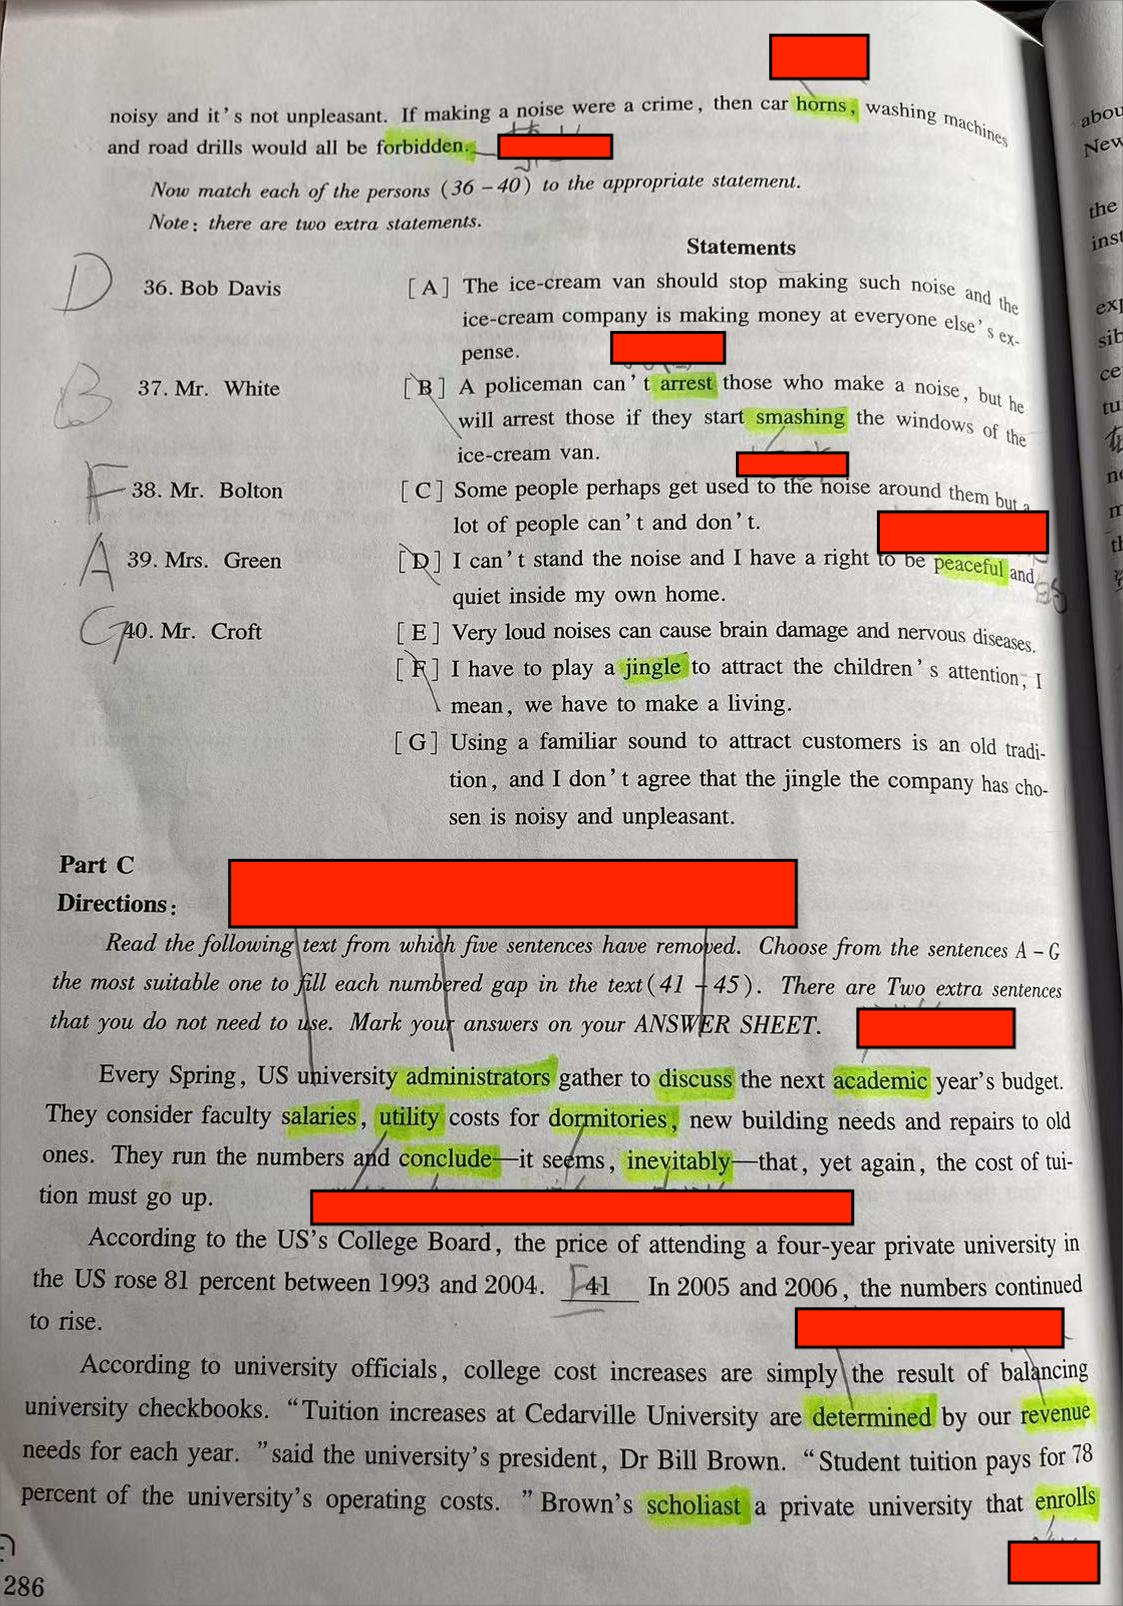 noisy and it's not unpleasant. If making a noise were a crime, then car horns, washing machines
and road drills would all be forbidden.
Now match each of the persons (36-40) to the appropriate statement.
Note: there are two extra statements.
Statements
D 36. Bob Davis
[A] The ice-cream van should stop making such noise and the
ice-cream company is making money at everyone else's ex-
pense.
B 37. Mr. White
[B] A policeman can't arrest those who make a noise, but he
will arrest those if they start smashing the windows of the
ice-cream van.
F 38. Mr. Bolton
[C] Some people perhaps get used to the noise around them but a
lot of people can't and don't.
A 39. Mrs. Green
[D] I can't stand the noise and I have a right to be peaceful and
quiet inside my own home.
G 40. Mr. Croft
[E] Very loud noises can cause brain damage and nervous diseases.
[F] I have to play a jingle to attract the children's attention, I
mean, we have to make a living.
[G] Using a familiar sound to attract customers is an old tradi-
tion, and I don't agree that the jingle the company has cho-
sen is noisy and unpleasant.
Part C
Directions:
Read the following text from which five sentences have removed. Choose from the sentences A-G
the most suitable one to fill each numbered gap in the text(41-45). There are Two extra sentences
that you do not need to use. Mark your answers on your ANSWER SHEET.
Every Spring, US university administrators gather to discuss the next academic year's budget.
They consider faculty salaries, utility costs for dormitories, new building needs and repairs to old
ones. They run the numbers and conclude—it seems, inevitably—that, yet again, the cost of tui-
tion must go up.
According to the US's College Board, the price of attending a four-year private university in
the US rose 81 percent between 1993 and 2004. 41 In 2005 and 2006, the numbers continued
to rise.
According to university officials, college cost increases are simply the result of balancing
university checkbooks. "Tuition increases at Cedarville University are determined by our revenue
needs for each year. "said the university's president, Dr Bill Brown. "Student tuition pays for 78
percent of the university's operating costs. "Brown's scholiast a private university that enrolls
286
abou
New
the
inst
exp
sib
ce
tu